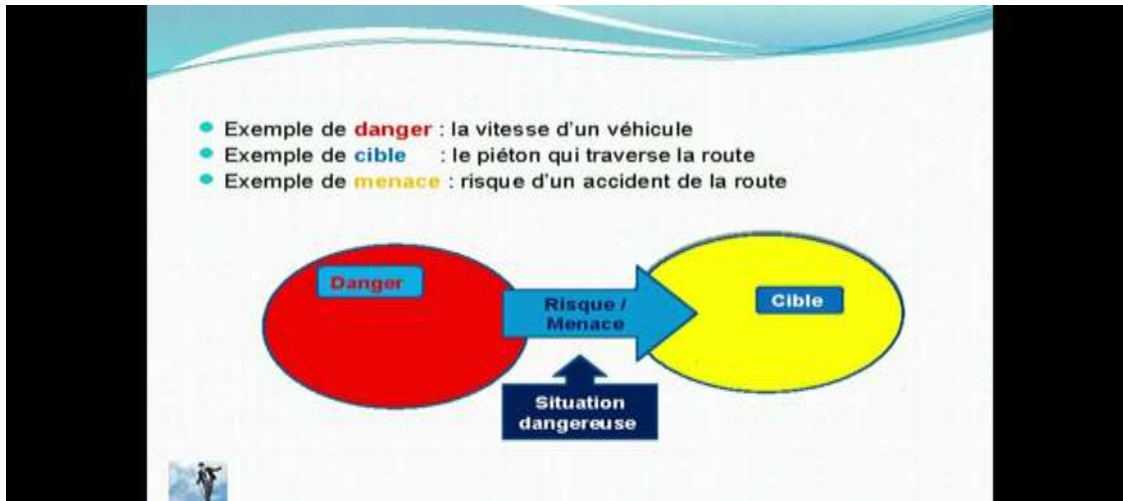 Exemple de danger : la vitesse d'un véhicule
Exemple de cible : le piéton qui traverse la route
Exemple de menace : risque d'un accident de la route
Danger
Risque /
Menace
Cible
Situation
dangereuse